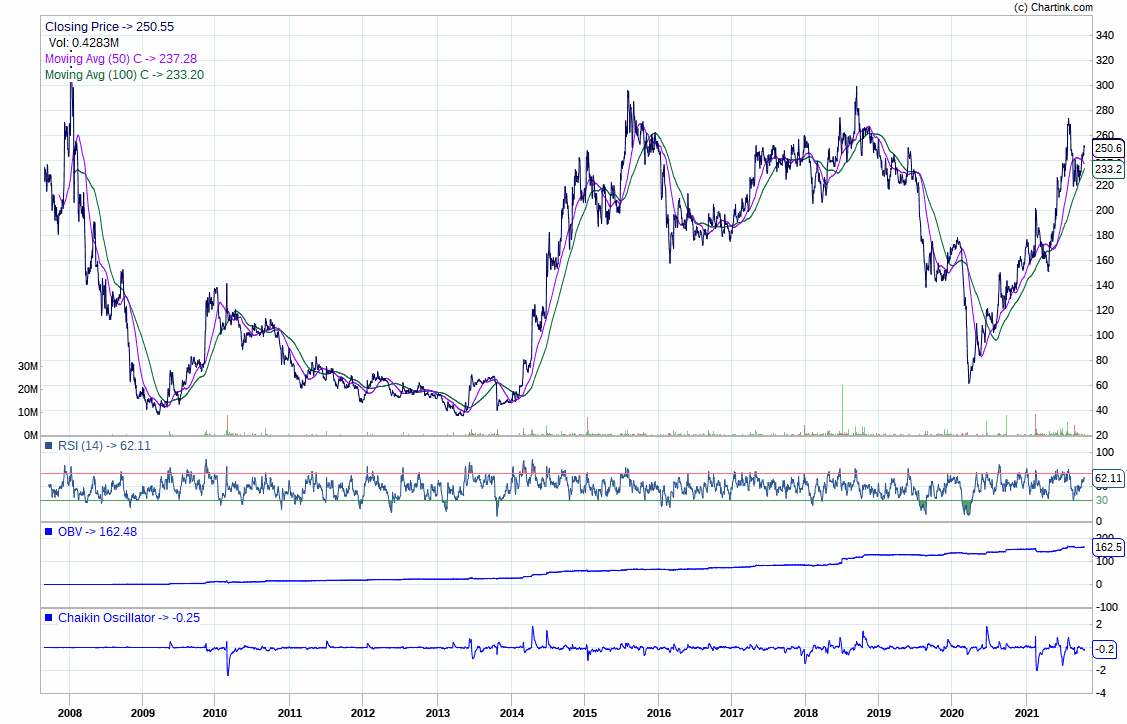 (c) Chartink.com
Closing Price -> 250.55
Vol: 0.4283M
Moving Avg (50) C -> 237.28
Moving Avg (100) C -> 233.20
340
320
300
280
260
250.6
233.2
220
200
180
160
140
120
100
80
60
40
20
30M
20M
10M
0M
RSI (14) -> 62.11
100
62.11
30
0
OBV -> 162.48
200
162.5
100
0
-100
Chaikin Oscillator -> -0.25
2
-0.2
-2
-4
2008 2009 2010 2011 2012 2013 2014 2015 2016 2017 2018 2019 2020 2021